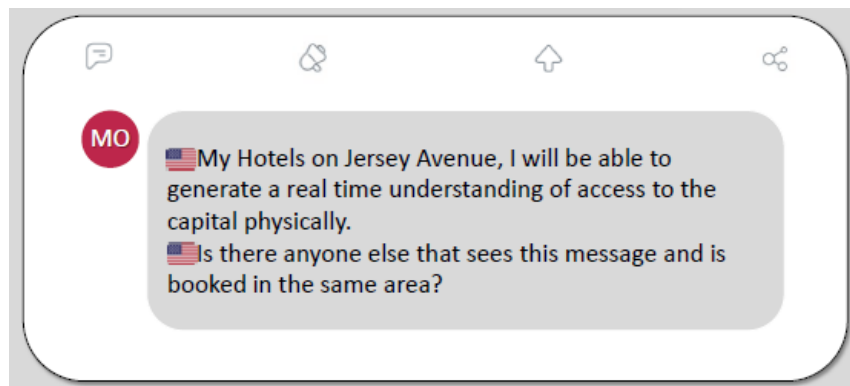 MO
🇺🇸My Hotels on Jersey Avenue, I will be able to
generate a real time understanding of access to the
capital physically.
🇺🇸Is there anyone else that sees this message and is
booked in the same area?